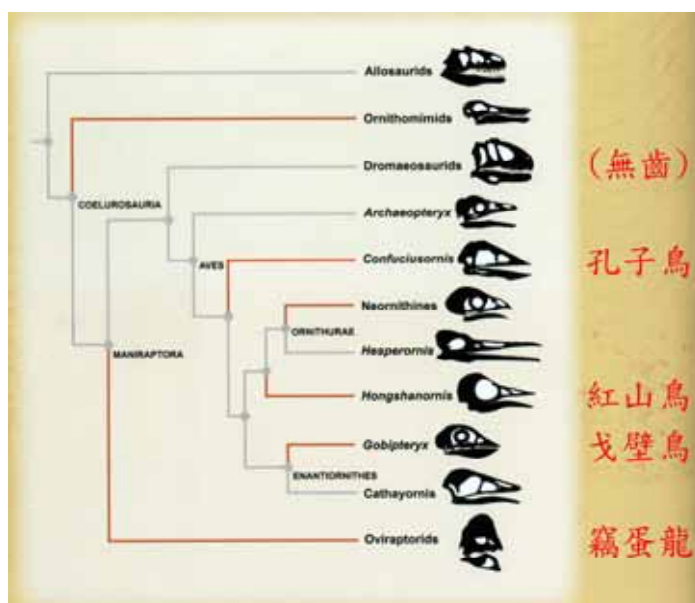 Allosaurids
Ornithomimids
Dromaeosaurids
(無齒)
COELUROSAURIA
Archaeopteryx
AVES
Confuciusornis
孔子鳥
Neornithines
ORNITHURAE
Hesperornis
MANIRAPTORA
Hongshanornis
紅山鳥
Gobipteryx
戈壁鳥
ENANTIORNITHES
Cathayornis
Oviraptorids
竊蛋龍